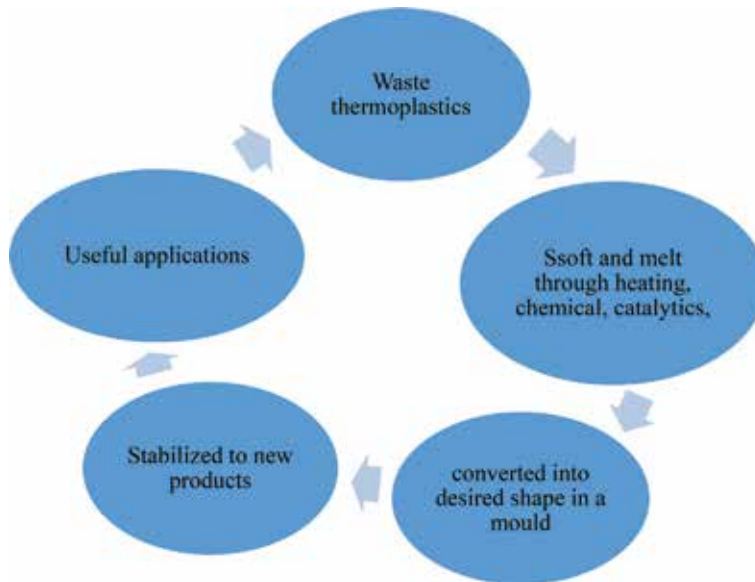 Waste
thermoplastics
Ssoft and melt
through heating,
chemical, catalytics,
converted into
desired shape in a
mould
Stabilized to new
products
Useful applications